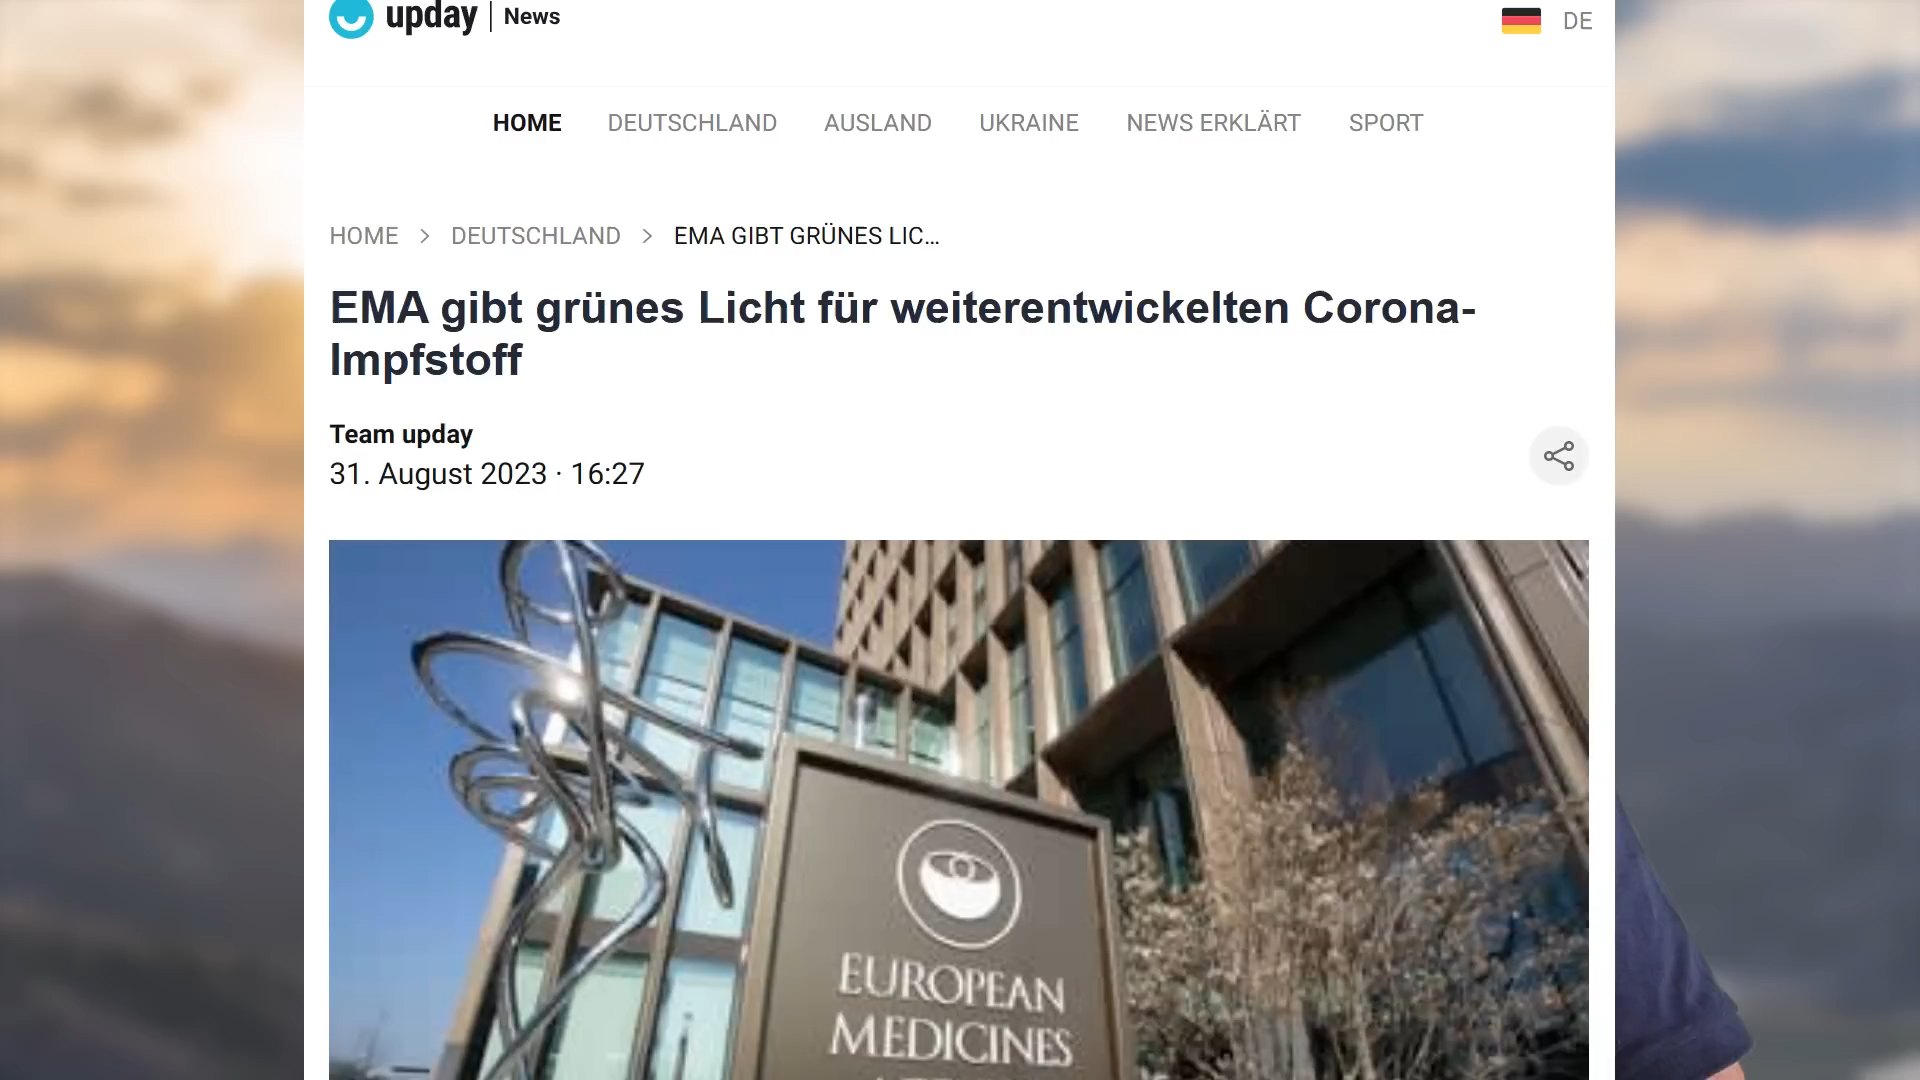 upday | News
DE
HOME DEUTSCHLAND AUSLAND UKRAINE NEWS ERKLÄRT SPORT
HOME > DEUTSCHLAND > EMA GIBT GRÜNES LIC...
EMA gibt grünes Licht für weiterentwickelten Corona-
Impfstoff
Team upday
31. August 2023 · 16:27
EUROPEAN
MEDICINES